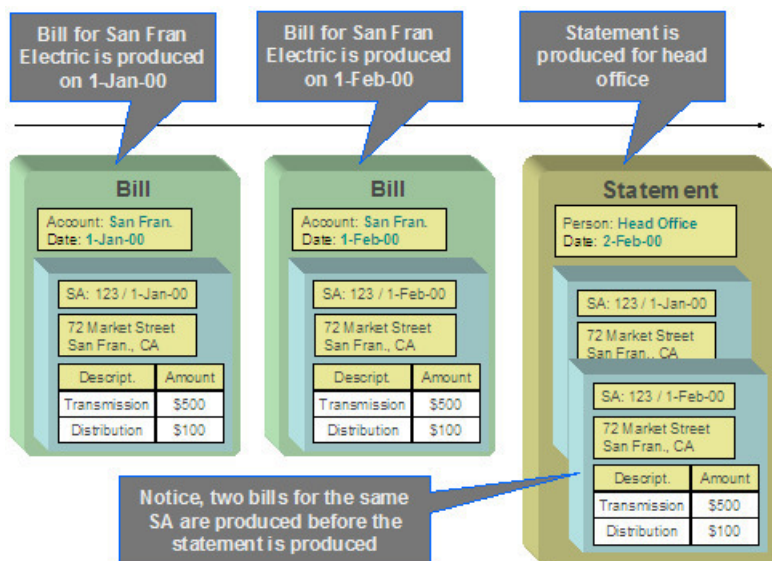 Bill for San Fran
Electric is produced
on 1-Jan-00
Bill for San Fran
Electric is produced
on 1-Feb-00
Statement is
produced for head
office
Bill
Account: San Fran.
Date: 1-Jan-00
SA: 123 / 1-Jan-00
72 Market Street
San Fran., CA
Descript. Amount
Transmission $500
Distribution $100
Bill
Account: San Fran.
Date: 1-Feb-00
SA: 123 / 1-Feb-00
72 Market Street
San Fran., CA
Descript. Amount
Transmission $500
Distribution $100
Statement
Person: Head Office
Date: 2-Feb-00
SA: 123 / 1-Jan-00
72 Market Street
San Fran., CA
SA: 123 / 1-Feb-00
72 Market Street
San Fran., CA
Descript. Amount
Transmission $500
Distribution $100
Notice, two bills for the same
SA are produced before the
statement is produced